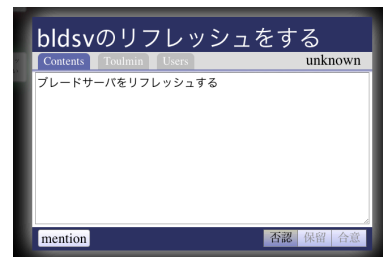 bldsvのリフレッシュをする
Contents Toulmin Users unknown
ブレードサーバをリフレッシュする
mention 否認 保留 合意